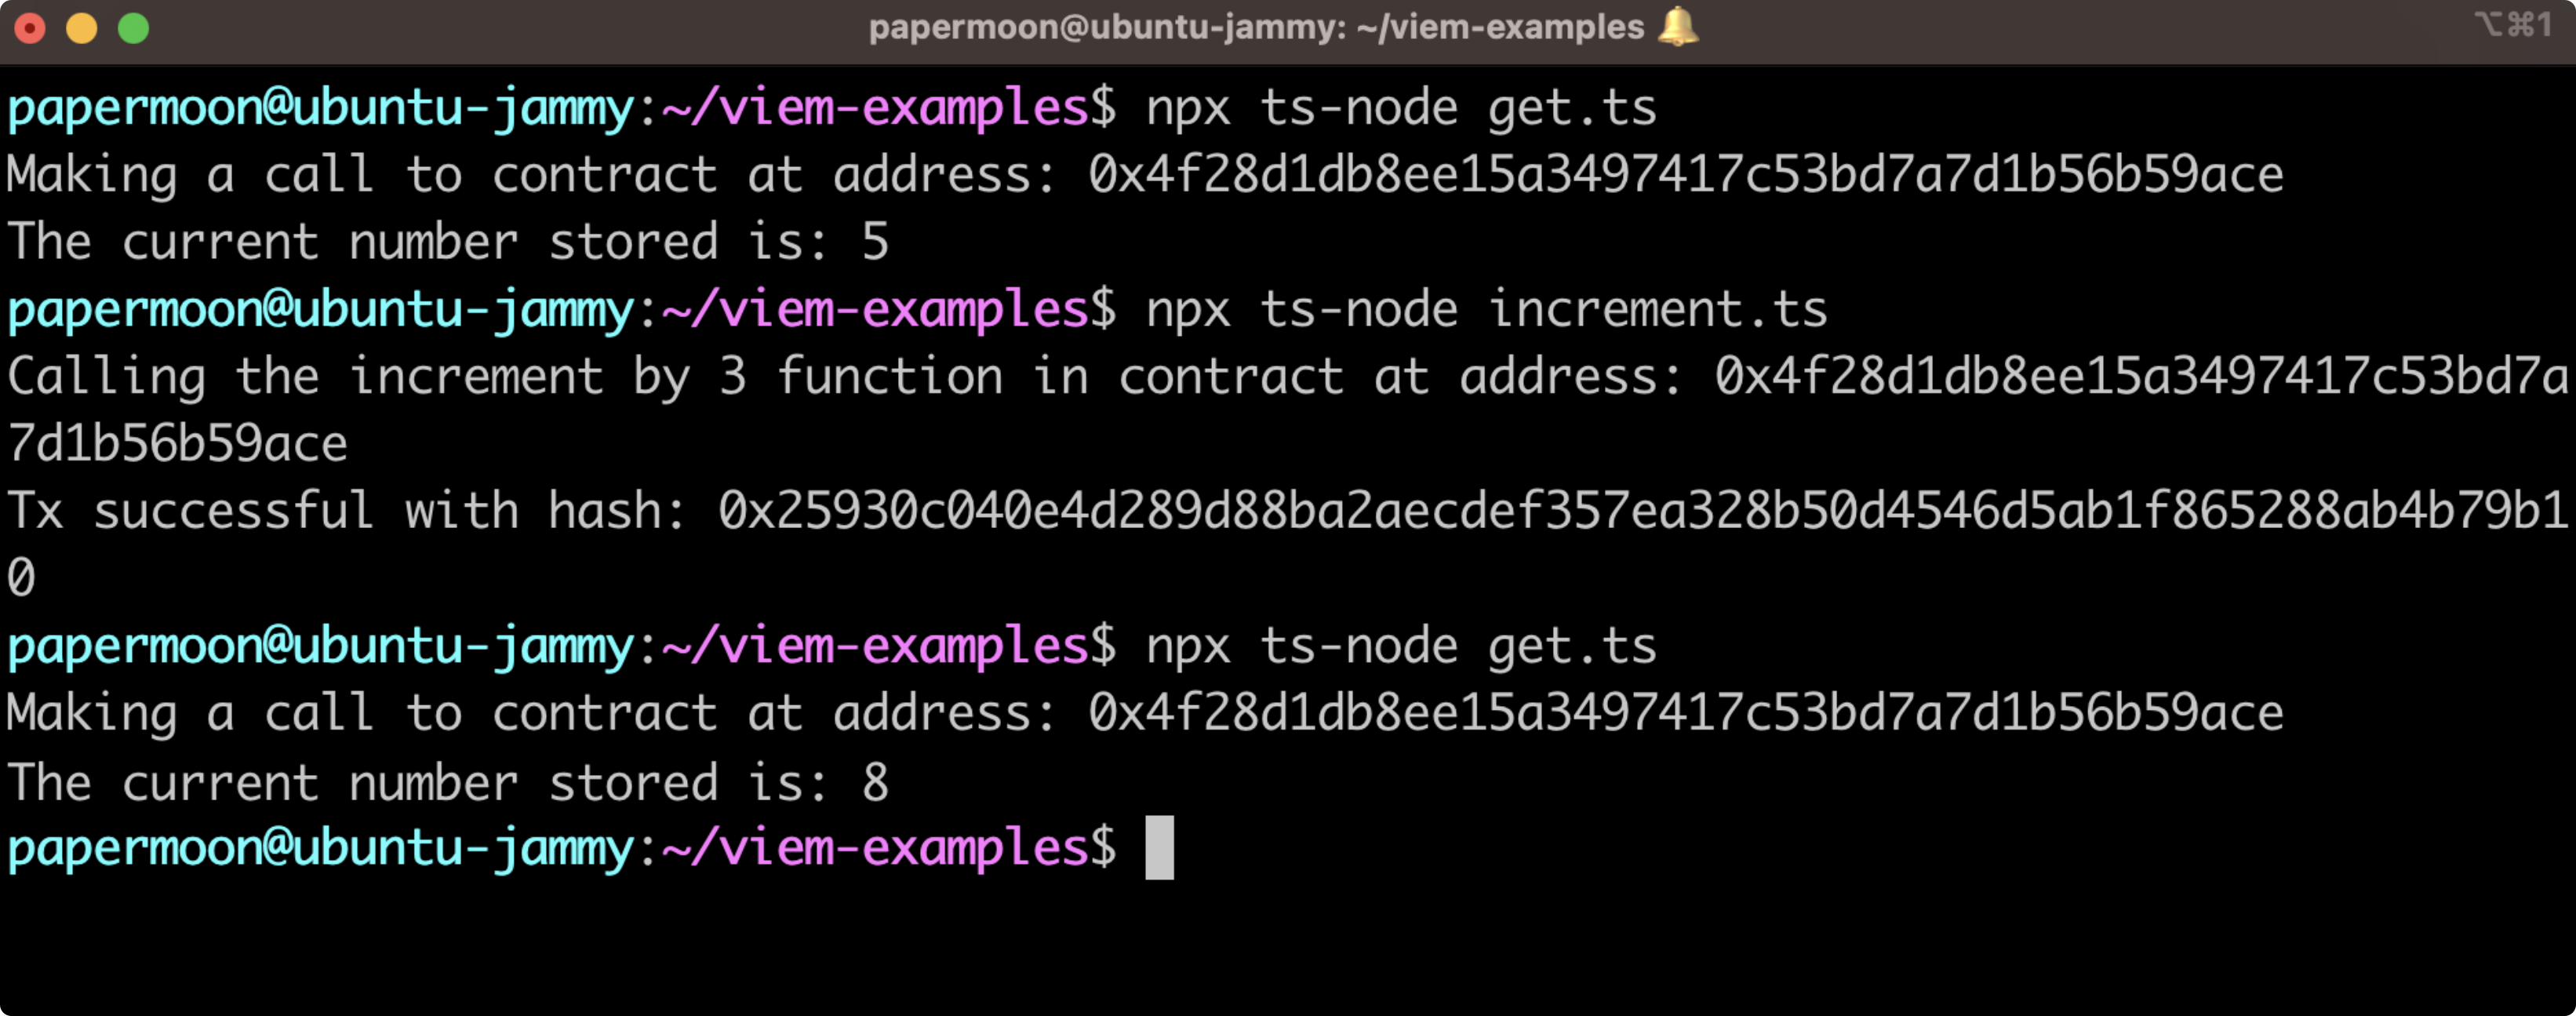 papermoon@ubuntu-jammy: ~/viem-examples 🔔
⌥⌘1
papermoon@ubuntu-jammy:~/viem-examples$ npx ts-node get.ts
Making a call to contract at address: 0x4f28d1db8ee15a3497417c53bd7a7d1b56b59ace
The current number stored is: 5
papermoon@ubuntu-jammy:~/viem-examples$ npx ts-node increment.ts
Calling the increment by 3 function in contract at address: 0x4f28d1db8ee15a3497417c53bd7a
7d1b56b59ace
Tx successful with hash: 0x25930c040e4d289d88ba2aecdef357ea328b50d4546d5ab1f865288ab4b79b1
0
papermoon@ubuntu-jammy:~/viem-examples$ npx ts-node get.ts
Making a call to contract at address: 0x4f28d1db8ee15a3497417c53bd7a7d1b56b59ace
The current number stored is: 8
papermoon@ubuntu-jammy:~/viem-examples$